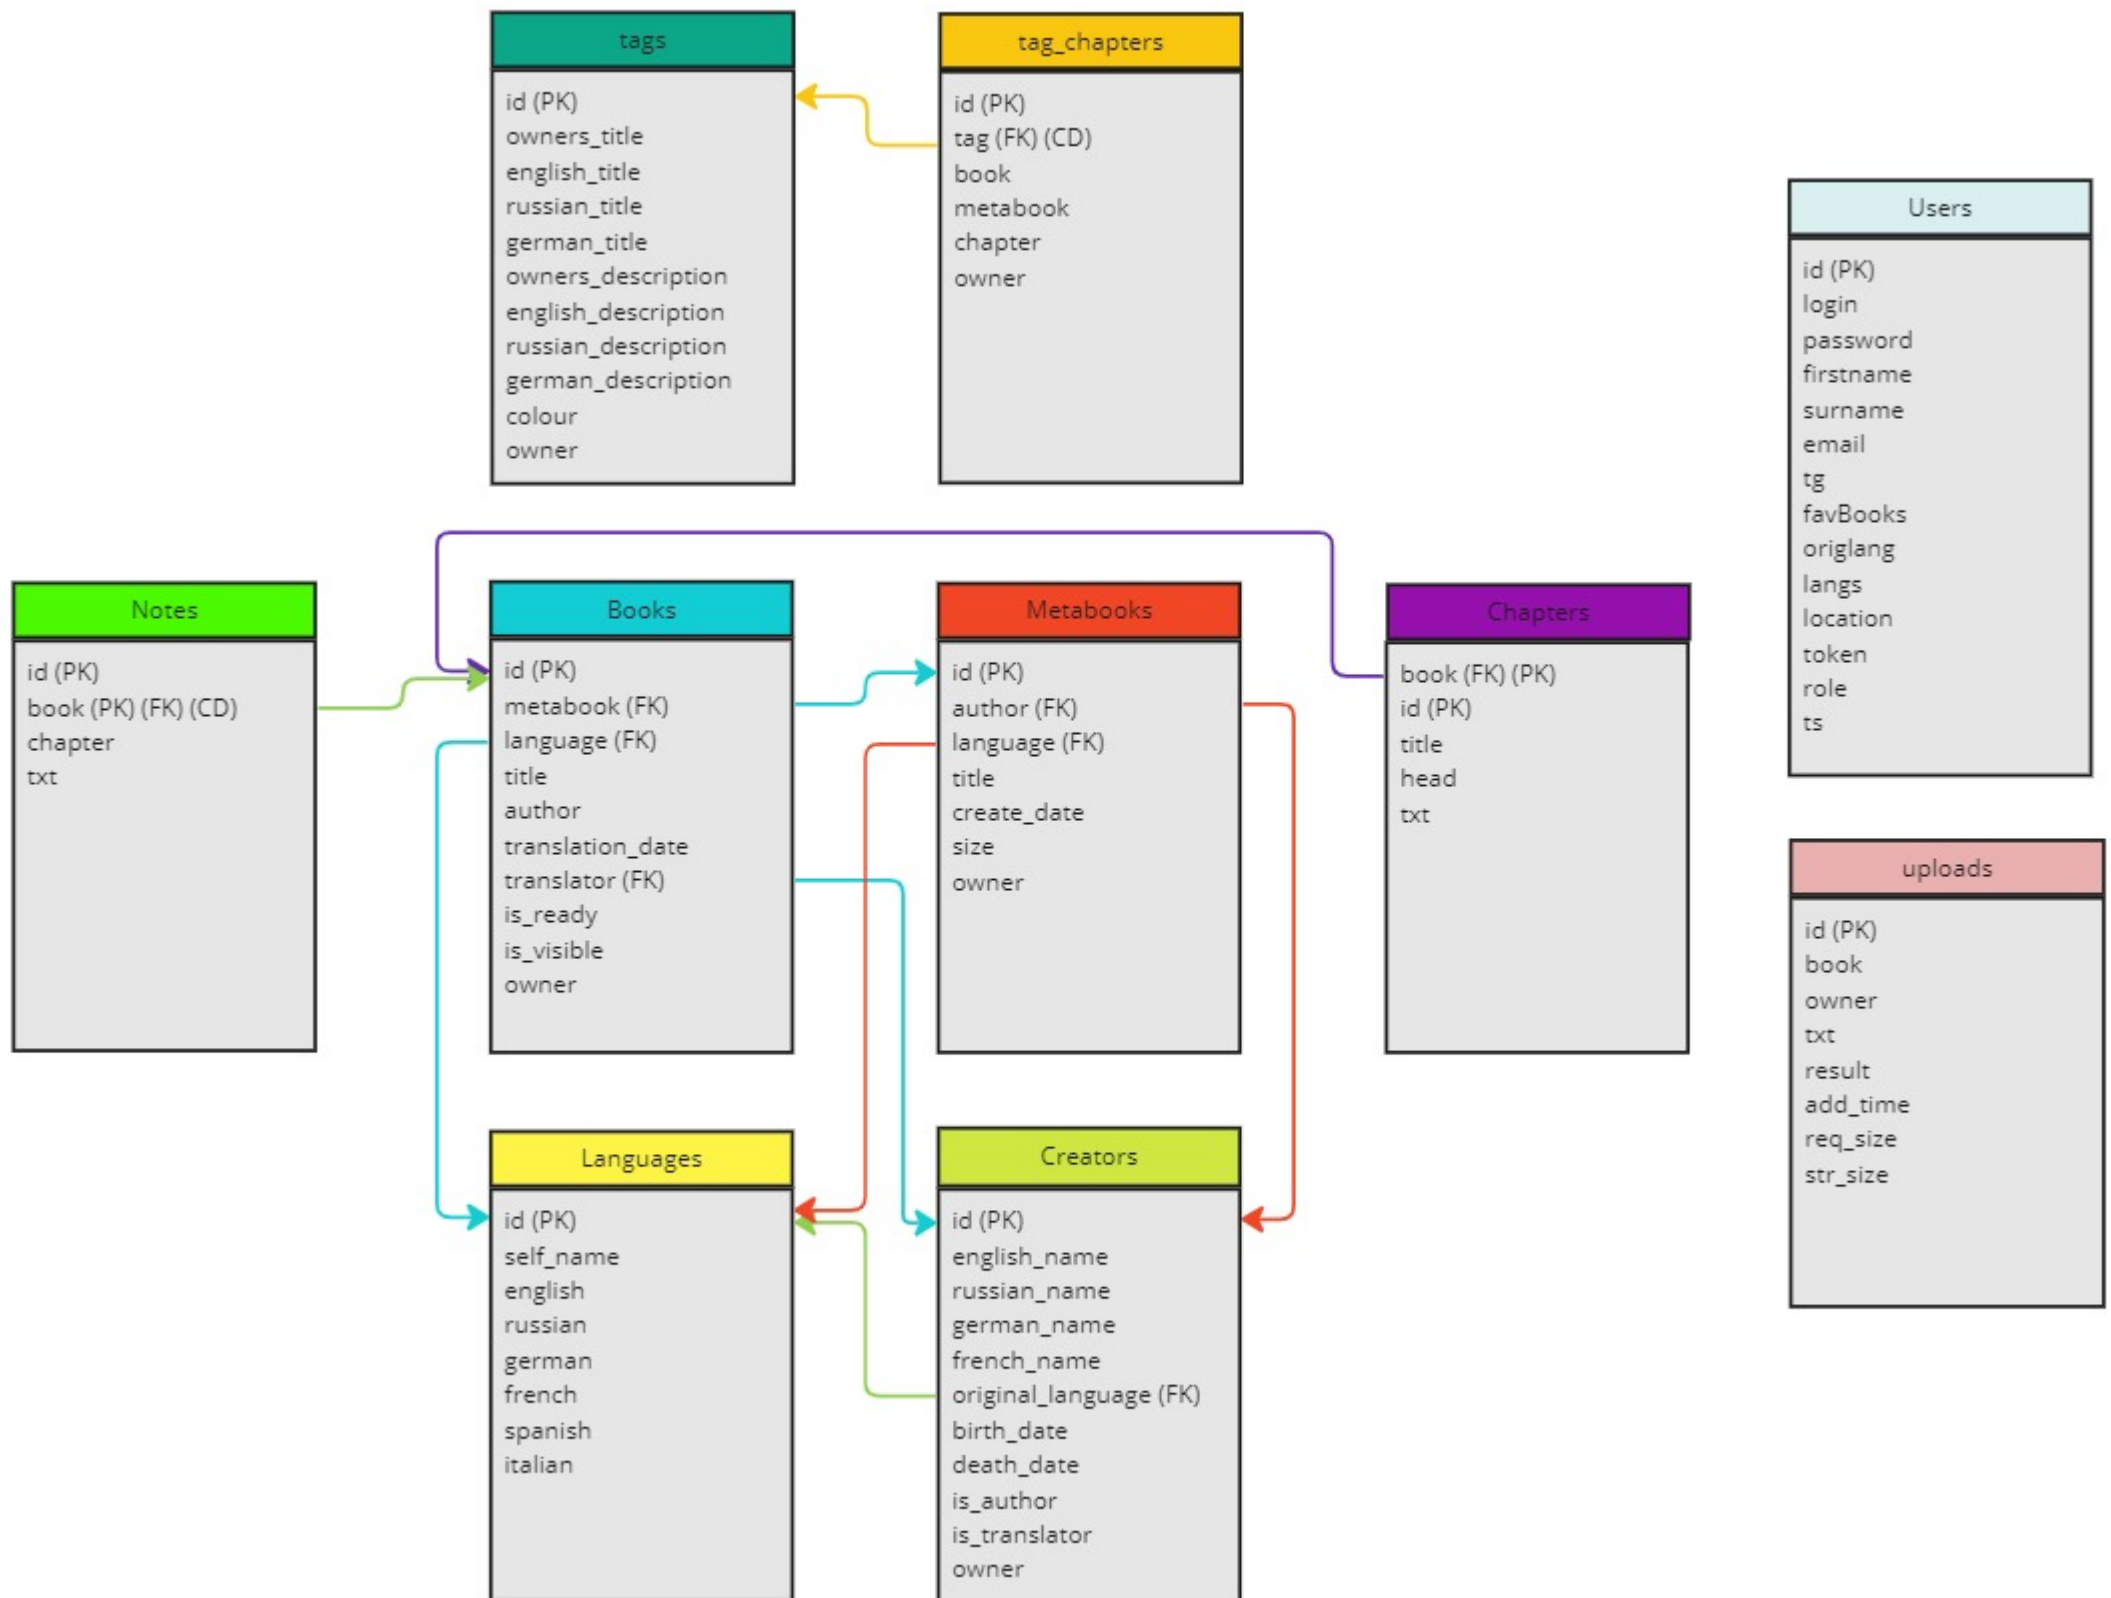 tags
id (PK)
owners_title
english_title
russian_title
german_title
owners_description
english_description
russian_description
german_description
colour
owner
tag_chapters
id (PK)
tag (FK) (CD)
book
metabook
chapter
owner
Users
id (PK)
login
password
firstname
surname
email
tg
favBooks
origlang
langs
location
token
role
ts
Notes
id (PK)
book (PK) (FK) (CD)
chapter
txt
Books
id (PK)
metabook (FK)
language (FK)
title
author
translation_date
translator (FK)
is_ready
is_visible
owner
Metabooks
id (PK)
author (FK)
language (FK)
title
create_date
size
owner
Chapters
book (FK) (PK)
id (PK)
title
head
txt
uploads
id (PK)
book
owner
txt
result
add_time
req_size
str_size
Languages
id (PK)
self_name
english
russian
german
french
spanish
italian
Creators
id (PK)
english_name
russian_name
german_name
french_name
original_language (FK)
birth_date
death_date
is_author
is_translator
owner